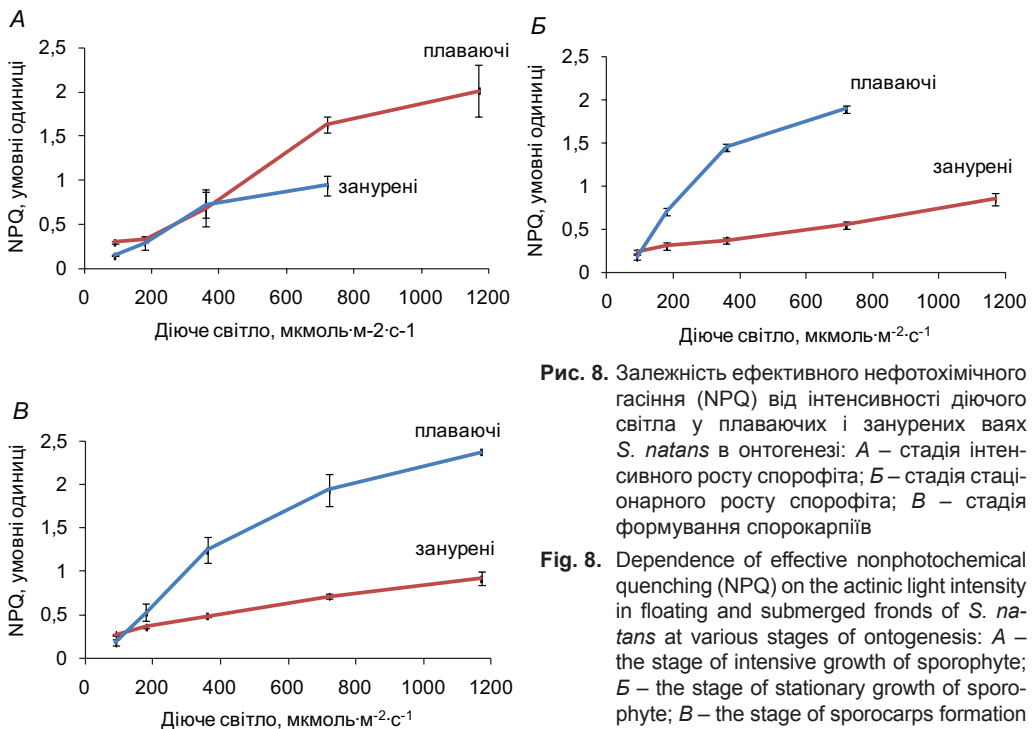 А
NPQ, умовні одиниці
2,5
2
1,5
1
0,5
0
0 200 400 600 800 1000 1200
плаваючі
занурені
Діюче світло, мкмоль·м-2·с-1
Б
NPQ, умовні одиниці
2,5
2
1,5
1
0,5
0
0 200 400 600 800 1000 1200
плаваючі
занурені
Діюче світло, мкмоль·м⁻²·с⁻¹
В
NPQ, умовні одиниці
2,5
2
1,5
1
0,5
0
0 200 400 600 800 1000 1200
плаваючі
занурені
Діюче світло, мкмоль·м⁻²·с⁻¹
Рис. 8. Залежність ефективного нефотохімічного
гасіння (NPQ) від інтенсивності діючого
світла у плаваючих і занурених ваях
S. natans в онтогенезі: А – стадія інтен-
сивного росту спорофіта; Б – стадія стаці-
онарного росту спорофіта; В – стадія
формування спорокарпіїв
Fig. 8. Dependence of effective nonphotochemical
quenching (NPQ) on the actinic light intensity
in floating and submerged fronds of S. na-
tans at various stages of ontogenesis: А –
the stage of intensive growth of sporophyte;
Б – the stage of stationary growth of sporo-
phyte; В – the stage of sporocarps formation